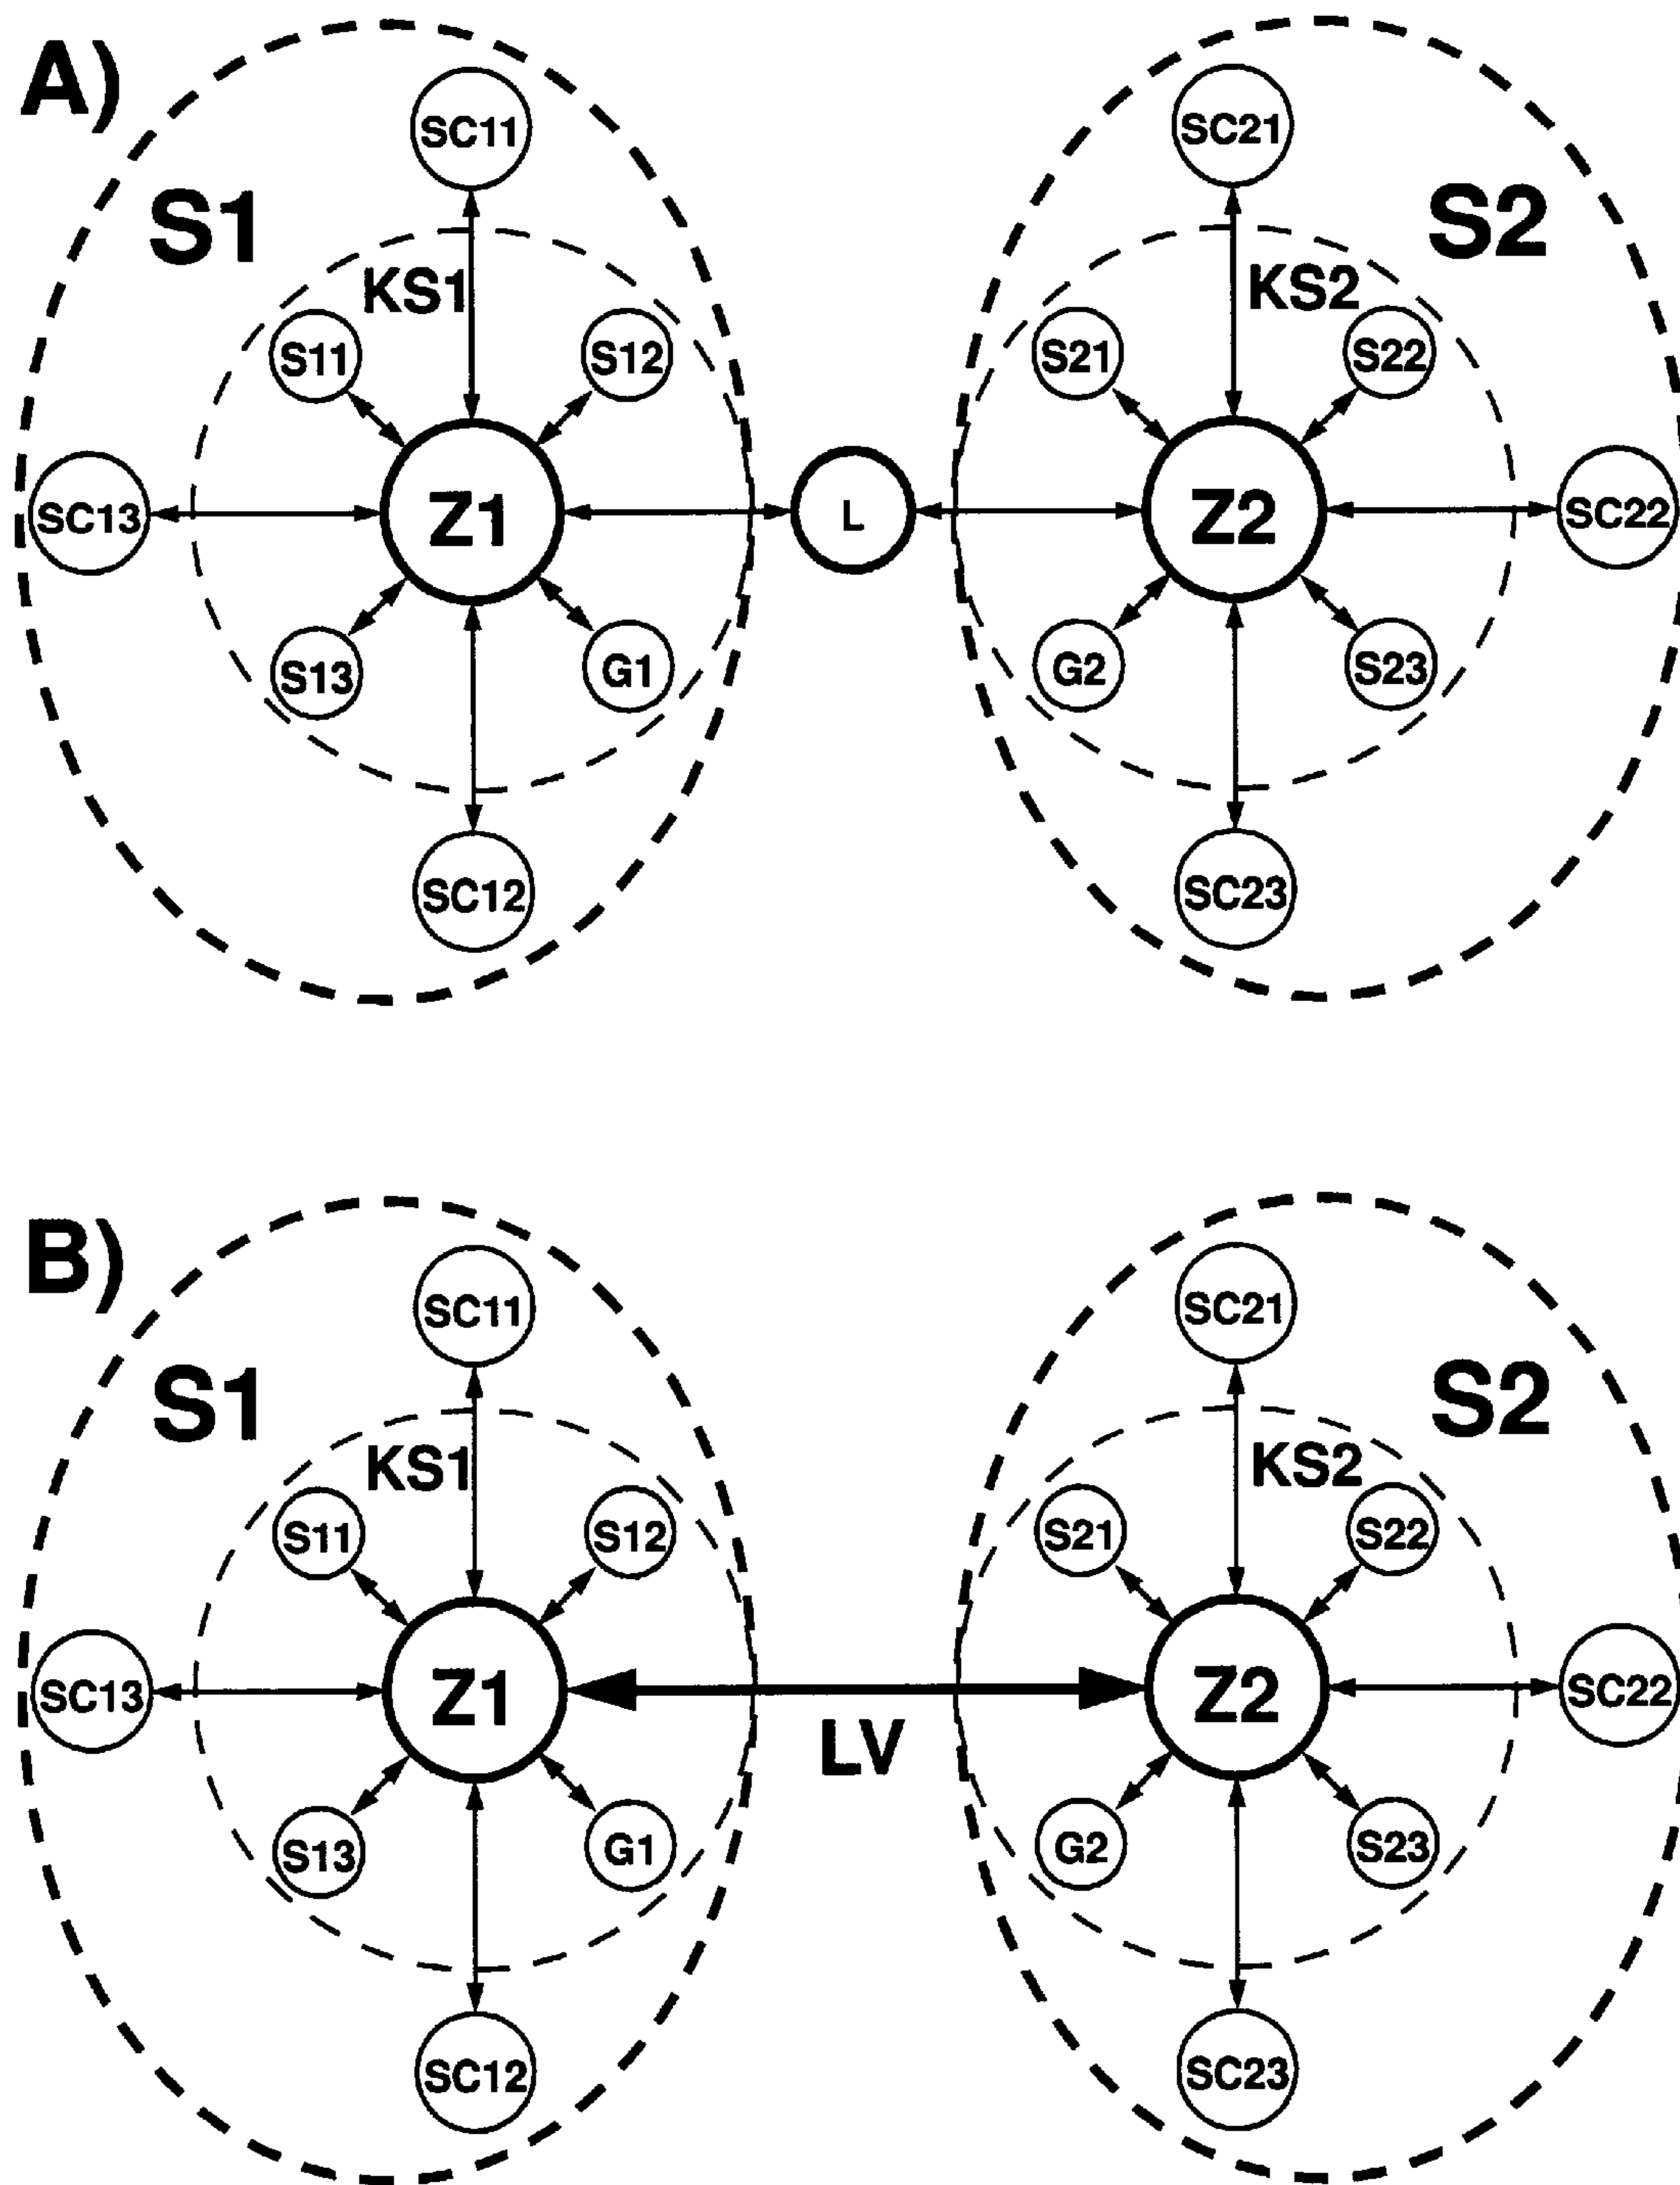 A)
SC11
SC21
S1
S2
KS1
KS2
S11
S12
S21
S22
SC13
Z1
L
Z2
SC22
S13
G1
G2
S23
SC12
SC23
B)
SC11
SC21
S1
S2
KS1
KS2
S11
S12
S21
S22
SC13
Z1
Z2
SC22
LV
S13
G1
G2
S23
SC12
SC23